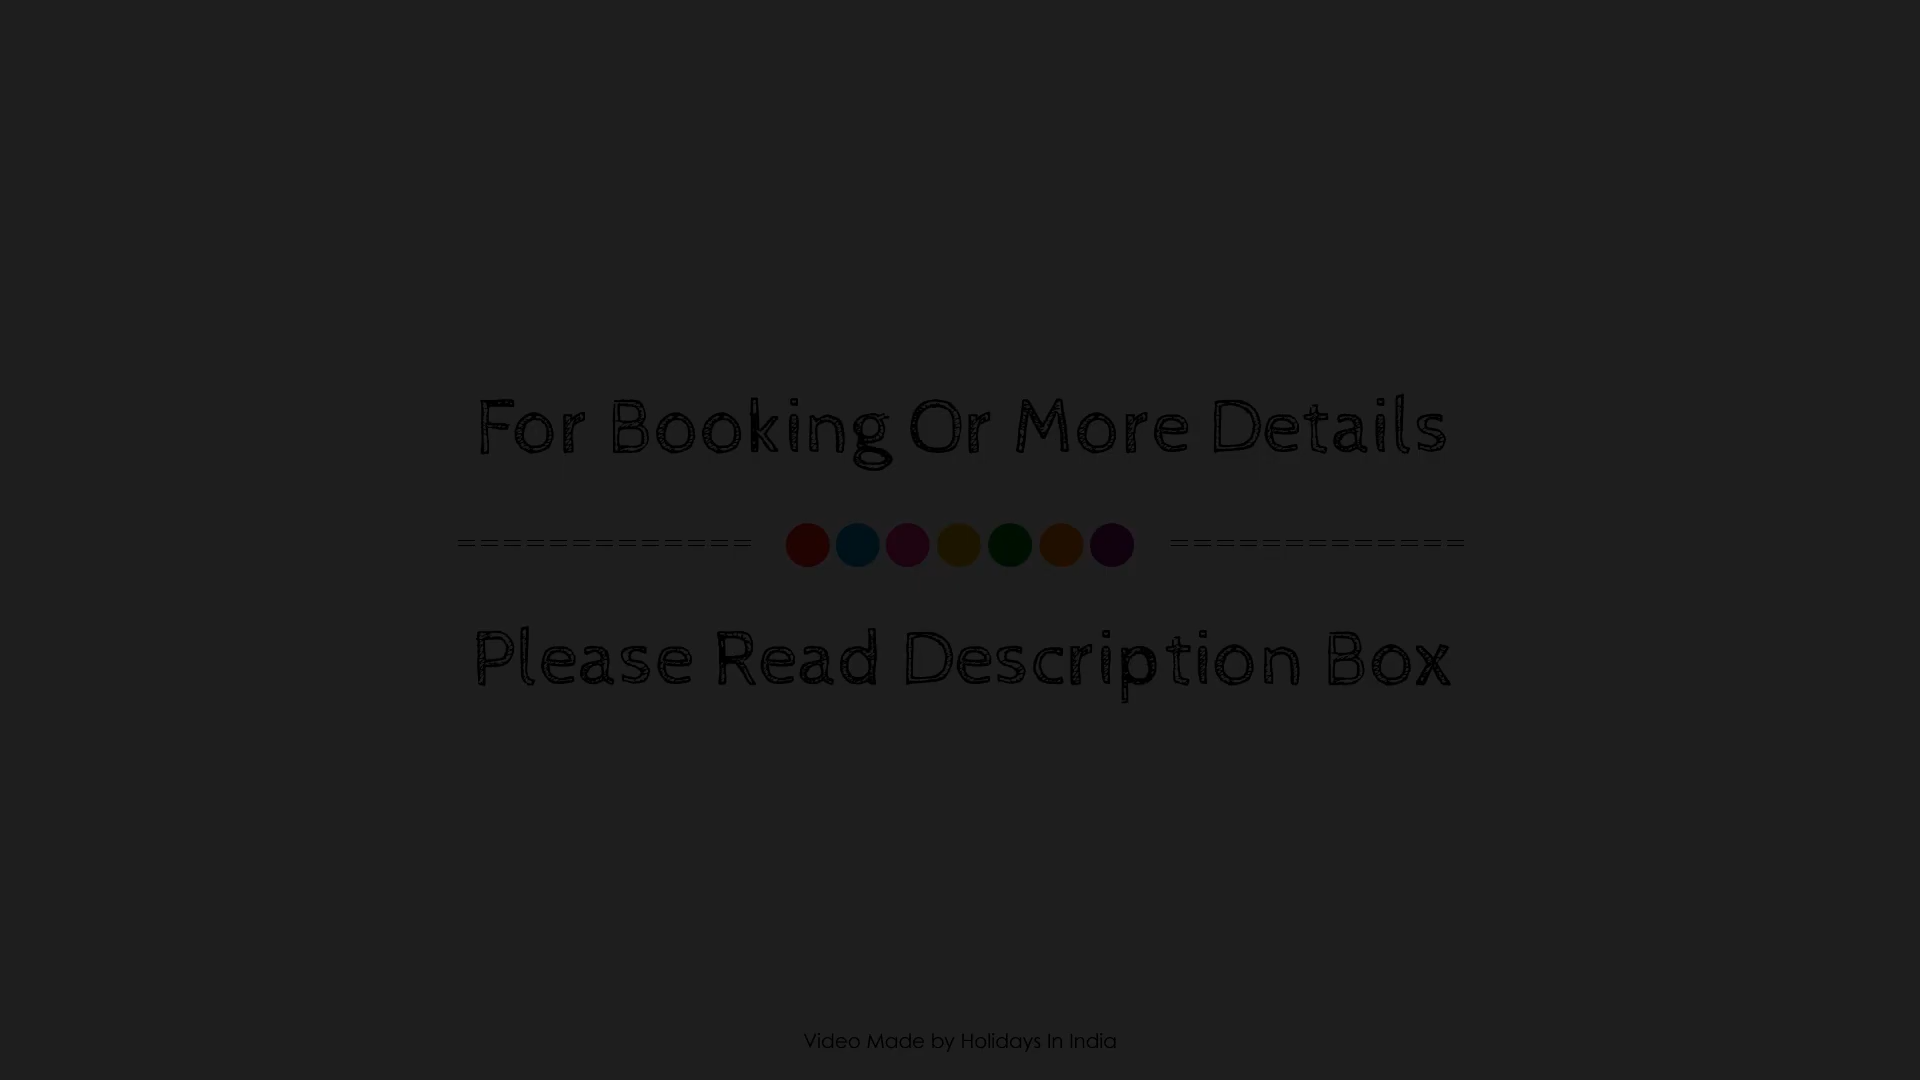 For Booking Or More Details
============= =============
Please Read Description Box
Video Made by Holidays In India